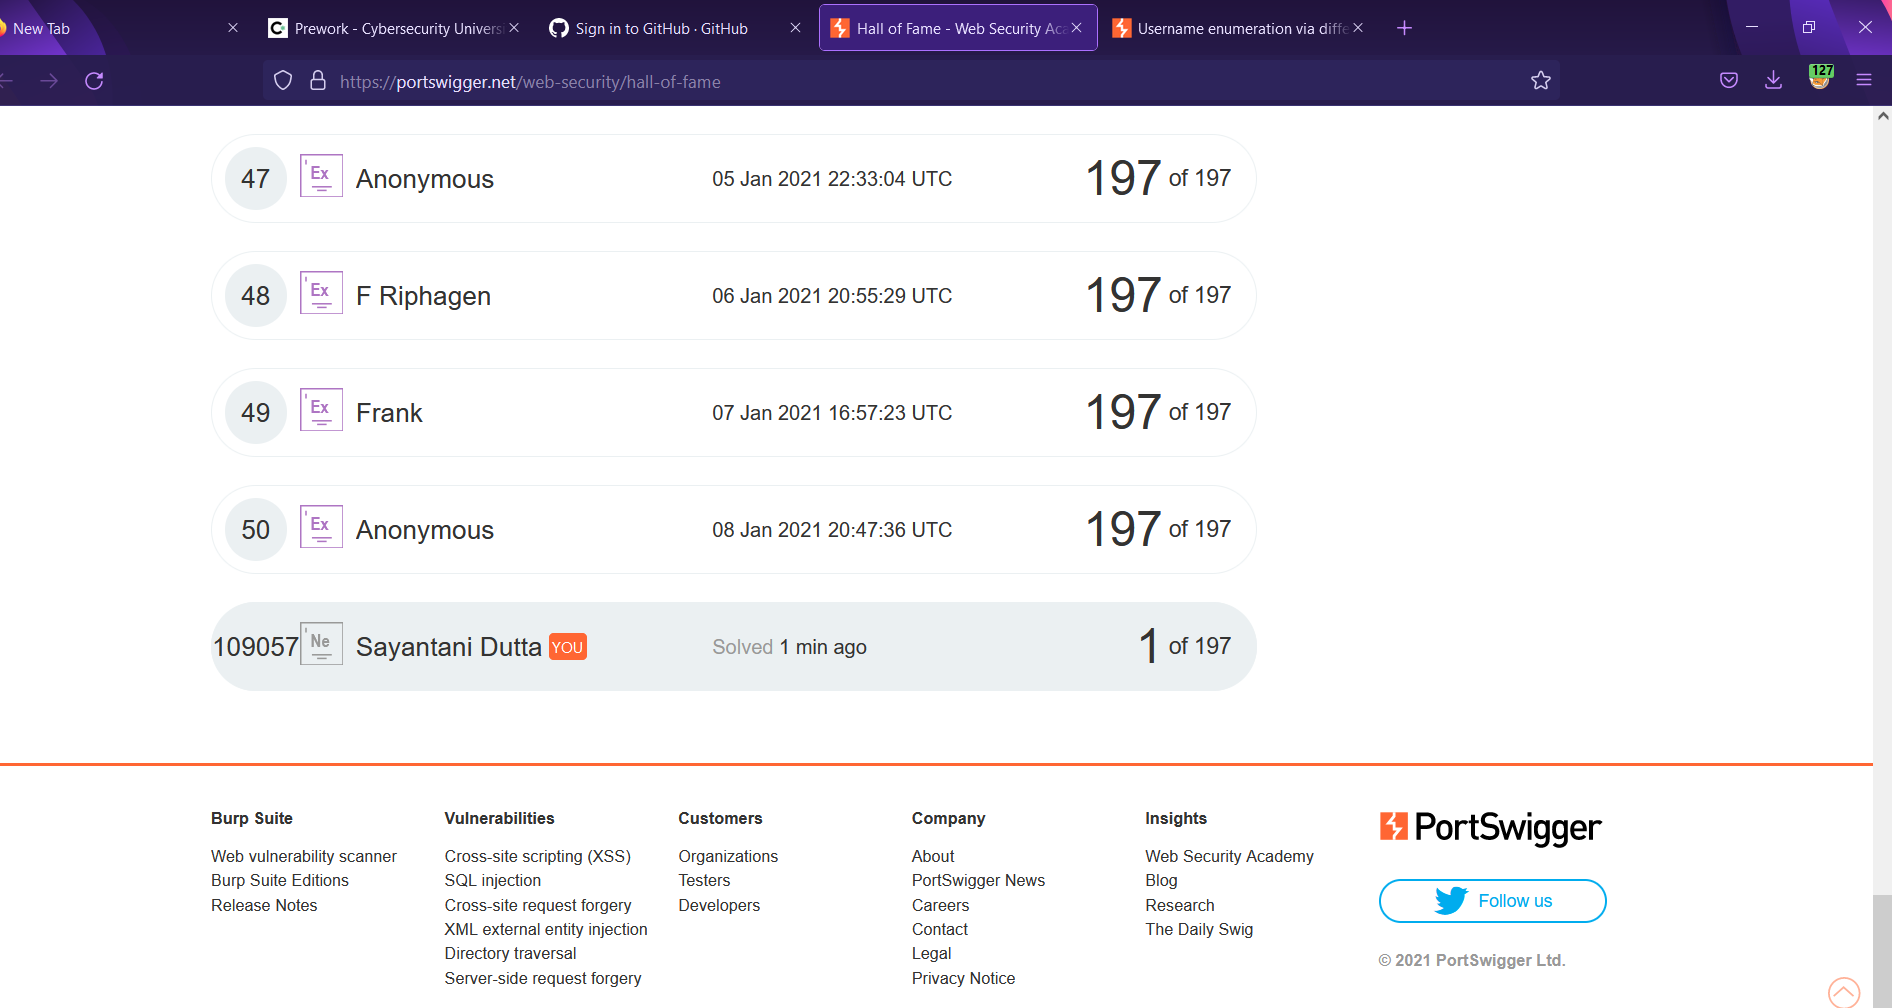 New Tab
Prework - Cybersecurity Universi
Sign in to GitHub · GitHub
Hall of Fame - Web Security Aca
Username enumeration via diffe
https://portswigger.net/web-security/hall-of-fame
127
47 'Ex Anonymous 05 Jan 2021 22:33:04 UTC 197 of 197
48 'Ex F Riphagen 06 Jan 2021 20:55:29 UTC 197 of 197
49 'Ex Frank 07 Jan 2021 16:57:23 UTC 197 of 197
50 'Ex Anonymous 08 Jan 2021 20:47:36 UTC 197 of 197
109057 'Ne Sayantani Dutta YOU Solved 1 min ago 1 of 197
Burp Suite
Web vulnerability scanner
Burp Suite Editions
Release Notes
Vulnerabilities
Cross-site scripting (XSS)
SQL injection
Cross-site request forgery
XML external entity injection
Directory traversal
Server-side request forgery
Customers
Organizations
Testers
Developers
Company
About
PortSwigger News
Careers
Contact
Legal
Privacy Notice
Insights
Web Security Academy
Blog
Research
The Daily Swig
PortSwigger
Follow us
© 2021 PortSwigger Ltd.